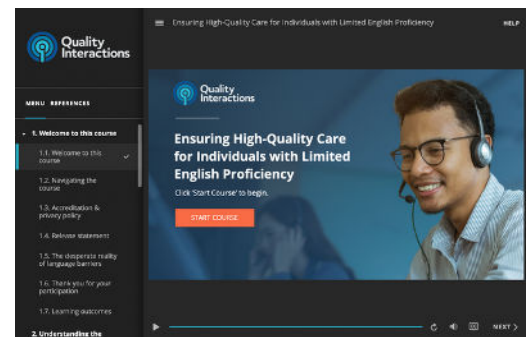 Quality
Interactions
MENU REFERENCES
1. Welcome to this course
1.1. Welcome to this
course
1.2. Navigating the
course
1.3. Accreditation &
privacy policy
1.4. Release statement
1.5. The desperate reality
of language barriers
1.6. Thank you for your
participation
1.7. Learning outcomes
2. Understanding the
Ensuring High-Quality Care for Individuals with Limited English Proficiency
HELP
Quality
Interactions
Ensuring High-Quality Care
for Individuals with Limited
English Proficiency
Click 'Start Course' to begin.
START COURSE
NEXT >